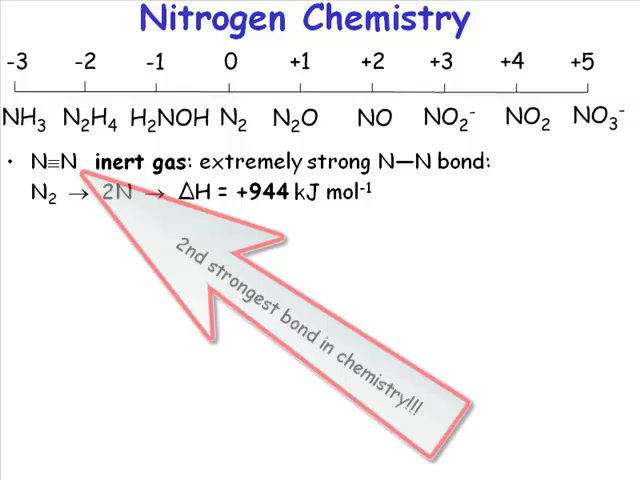 Nitrogen Chemistry
-3 -2 -1 0 +1 +2 +3 +4 +5
NH₃ N₂H₄ H₂NOH N₂ N₂O NO NO₂⁻ NO₂ NO₃⁻
• N≡N inert gas: extremely strong N—N bond:
N₂ → 2N → ΔH = +944 kJ mol⁻¹
2nd strongest bond in chemistry!!!